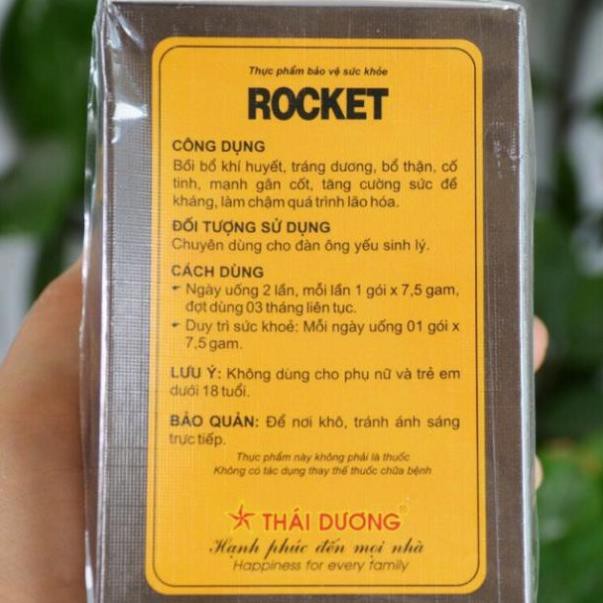 Thực phẩm bảo vệ sức khỏe
ROCKET
CÔNG DỤNG
Bồi bổ khí huyết, tráng dương, bổ thận, cố
tinh, mạnh gân cốt, tăng cường sức đề
kháng, làm chậm quá trình lão hóa.
ĐỐI TƯỢNG SỬ DỤNG
Chuyên dùng cho đàn ông yếu sinh lý.
CÁCH DÙNG
Ngày uống 2 lần, mỗi lần 1 gói x 7,5 gam,
đợt dùng 03 tháng liên tục.
Duy trì sức khoẻ: Mỗi ngày uống 01 gói x
7,5 gam.
LƯU Ý: Không dùng cho phụ nữ và trẻ em
dưới 18 tuổi.
BẢO QUẢN: Để nơi khô, tránh ánh sáng
trực tiếp.
Thực phẩm này không phải là thuốc
Không có tác dụng thay thế thuốc chữa bệnh
THÁI DƯƠNG
Hạnh phúc đến mọi nhà
Happiness for every family